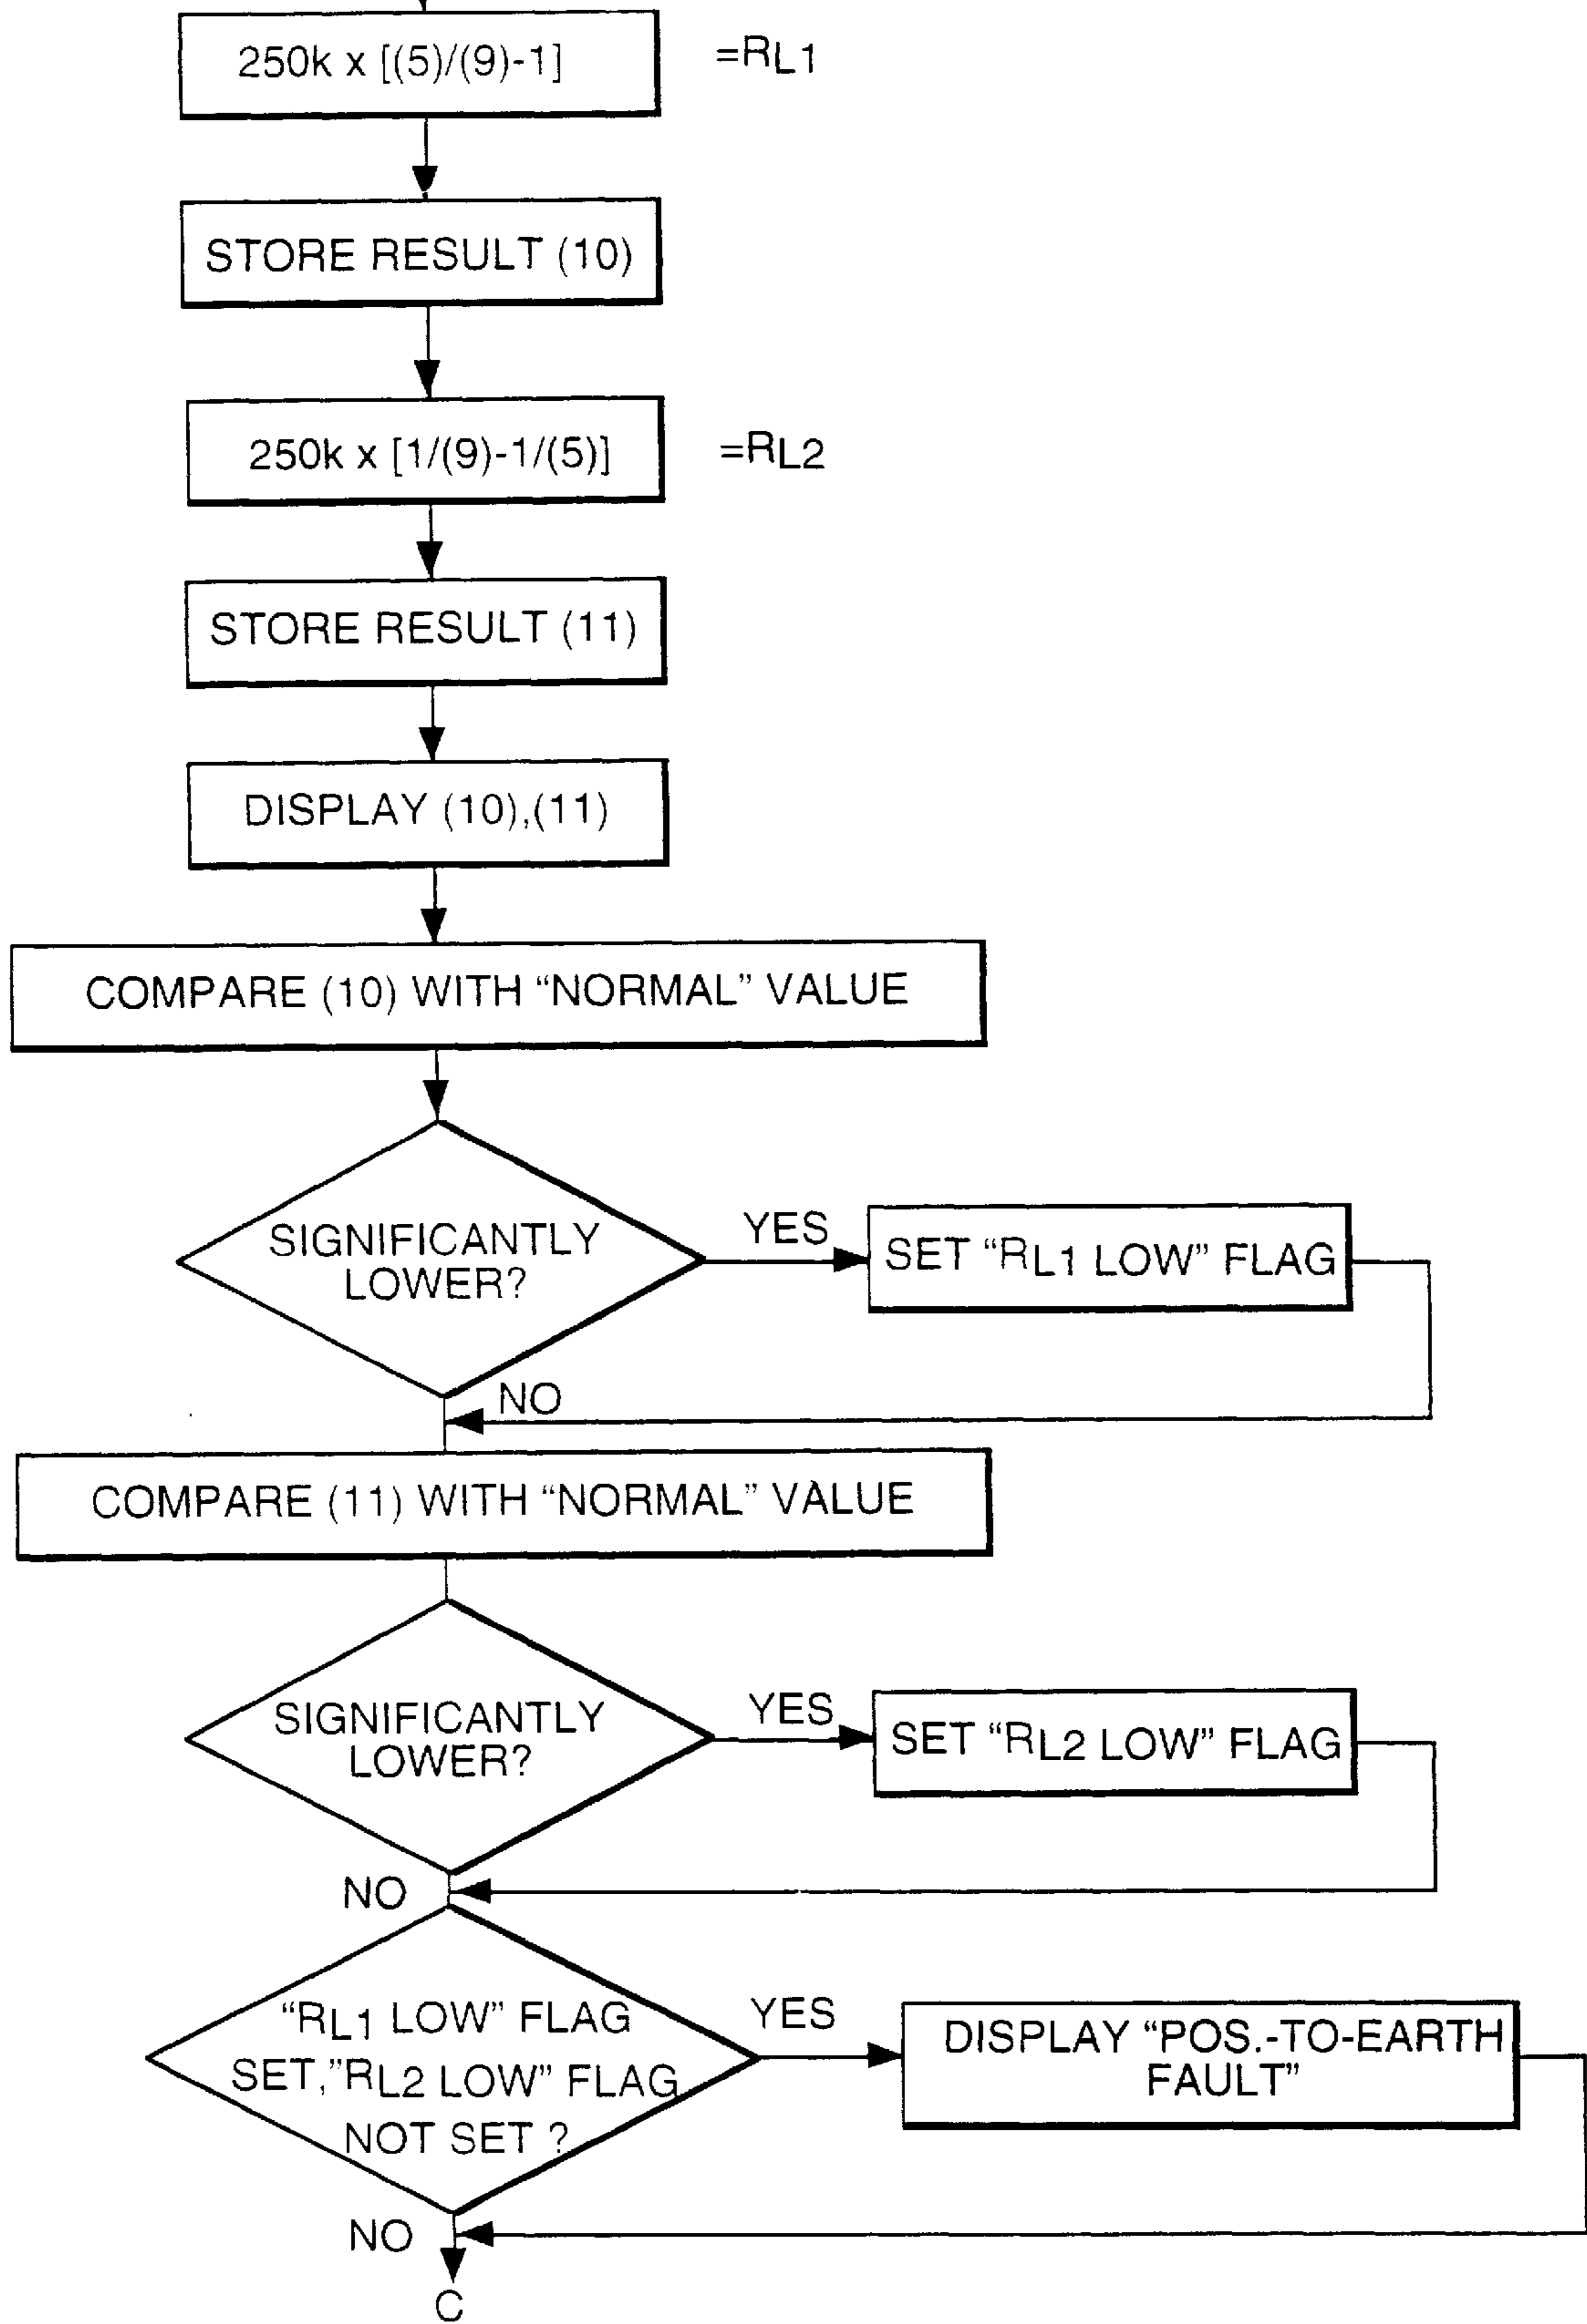 250k x [(5)/(9)-1] =RL1
STORE RESULT (10)
250k x [1/(9)-1/(5)] =RL2
STORE RESULT (11)
DISPLAY (10),(11)
COMPARE (10) WITH “NORMAL” VALUE
SIGNIFICANTLY
LOWER?
YES
SET “RL1 LOW” FLAG
NO
COMPARE (11) WITH “NORMAL” VALUE
SIGNIFICANTLY
LOWER?
YES
SET “RL2 LOW” FLAG
NO
“RL1 LOW” FLAG
SET,”RL2 LOW” FLAG
NOT SET ?
YES
DISPLAY “POS.-TO-EARTH
FAULT”
NO
C